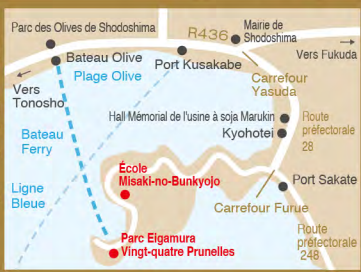 Parc des Olives de Shodoshima
R436
Mairie de
Shodoshima
Bateau Olive
Plage Olive
Port Kusakabe
Vers Fukuda
Vers
Tonosho
Carrefour
Yasuda
Hall Mémorial de l'usine à soja Marukin
Kyohotei
Route
préfectorale
28
Bateau
Ferry
École
Misaki-no-Bunkyojo
Ligne
Bleue
Port Sakate
Carrefour Furue
Parc Eigamura
Vingt-quatre Prunelles
Route
préfectorale
248